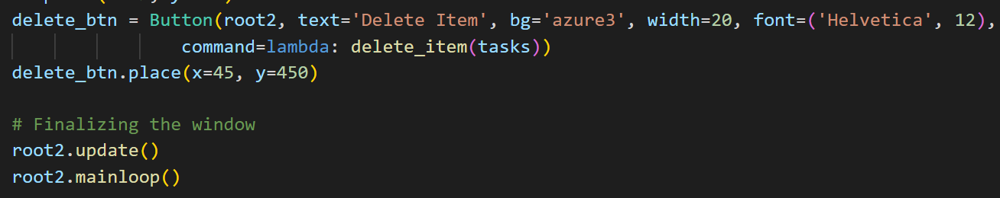 delete_btn = Button(root2, text='Delete Item', bg='azure3', width=20, font=('Helvetica', 12),
command=lambda: delete_item(tasks))
delete_btn.place(x=45, y=450)
# Finalizing the window
root2.update()
root2.mainloop()